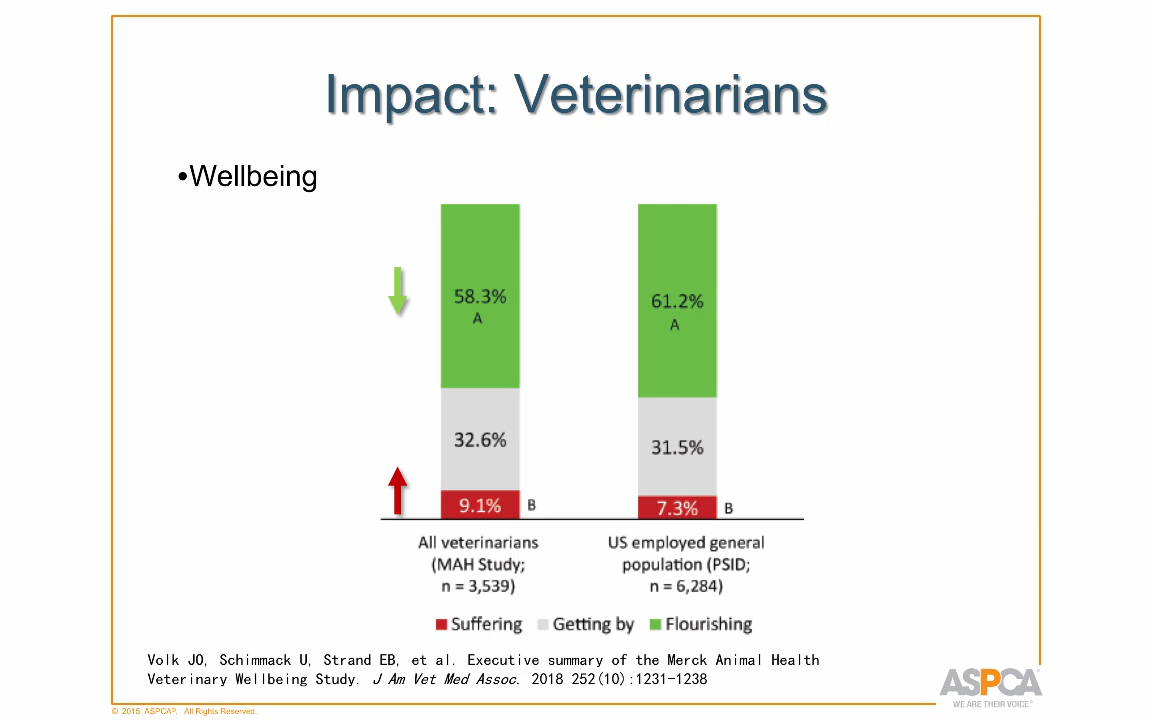 Impact: Veterinarians
•Wellbeing
58.3%
A
61.2%
A
32.6%
31.5%
9.1% B
7.3% B
All veterinarians
(MAH Study;
n = 3,539)
US employed general
population (PSID;
n = 6,284)
Suffering Getting by Flourishing
Volk JO, Schimmack U, Strand EB, et al. Executive summary of the Merck Animal Health
Veterinary Wellbeing Study. J Am Vet Med Assoc. 2018 252(10):1231-1238
ASPCA®
WE ARE THEIR VOICE.®
© 2015 ASPCA®. All Rights Reserved.